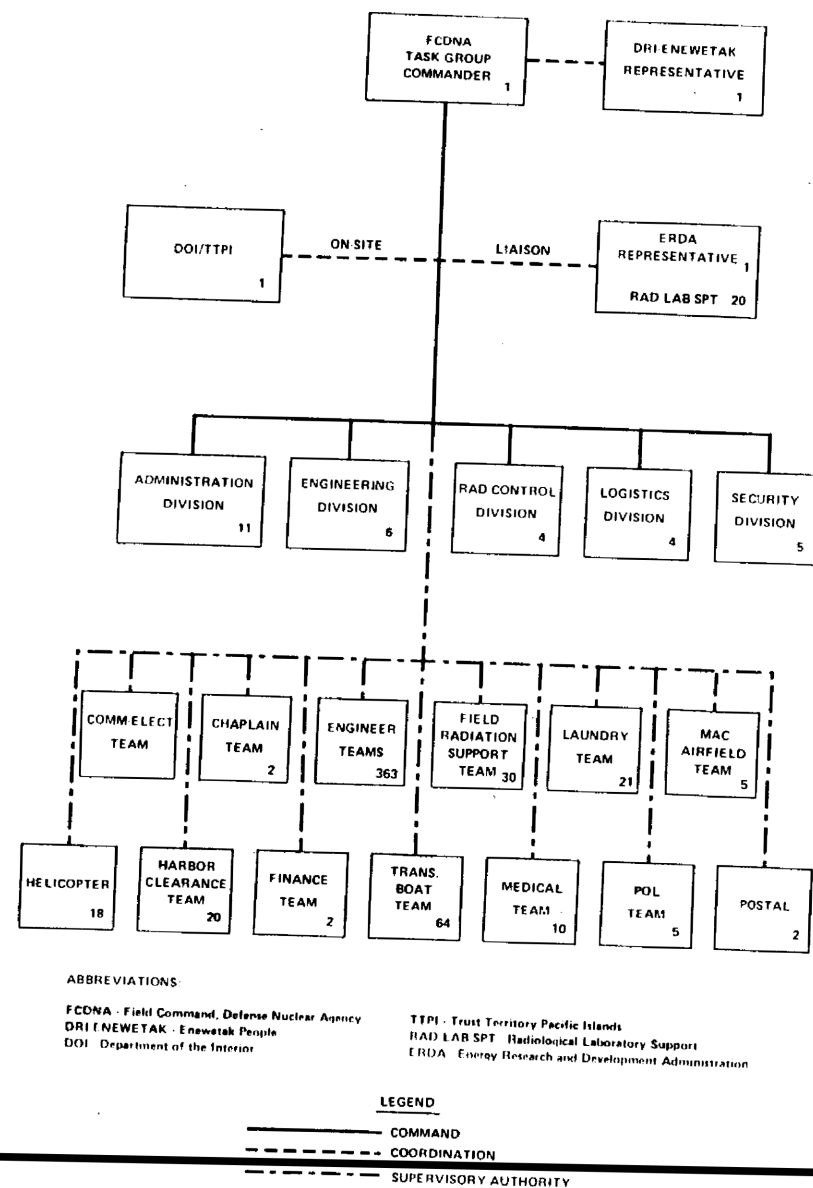 FCDNA
TASK GROUP
COMMANDER
1
DRI-ENEWETAK
REPRESENTATIVE
1
DOI/TTPI
1
ON-SITE
LIAISON
ERDA
REPRESENTATIVE 1
RAD LAB SPT 20
ADMINISTRATION
DIVISION
11
ENGINEERING
DIVISION
6
RAD CONTROL
DIVISION
4
LOGISTICS
DIVISION
4
SECURITY
DIVISION
5
COMM-ELECT
TEAM
CHAPLAIN
TEAM
2
ENGINEER
TEAMS
363
FIELD
RADIATION
SUPPORT
TEAM 30
LAUNDRY
TEAM
21
MAC
AIRFIELD
TEAM
5
HELICOPTER
18
HARBOR
CLEARANCE
TEAM
20
FINANCE
TEAM
2
TRANS.
BOAT
TEAM
64
MEDICAL
TEAM
10
POL
TEAM
5
POSTAL
2
ABBREVIATIONS:
FCDNA - Field Command, Defense Nuclear Agency
DRI ENEWETAK - Enewetak People
DOI - Department of the Interior
TTPI - Trust Territory Pacific Islands
RAD LAB SPT - Radiological Laboratory Support
ERDA - Energy Research and Development Administration
LEGEND
COMMAND
COORDINATION
SUPERVISORY AUTHORITY